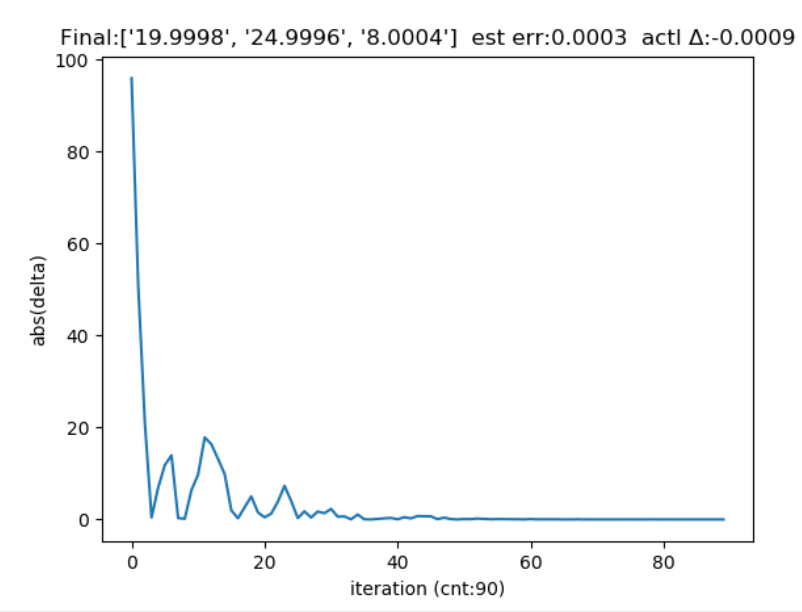 Final:['19.9998', '24.9996', '8.0004']  est err:0.0003  actl Δ:-0.0009
100
80
60
40
20
0
abs(delta)
0 20 40 60 80
iteration (cnt:90)